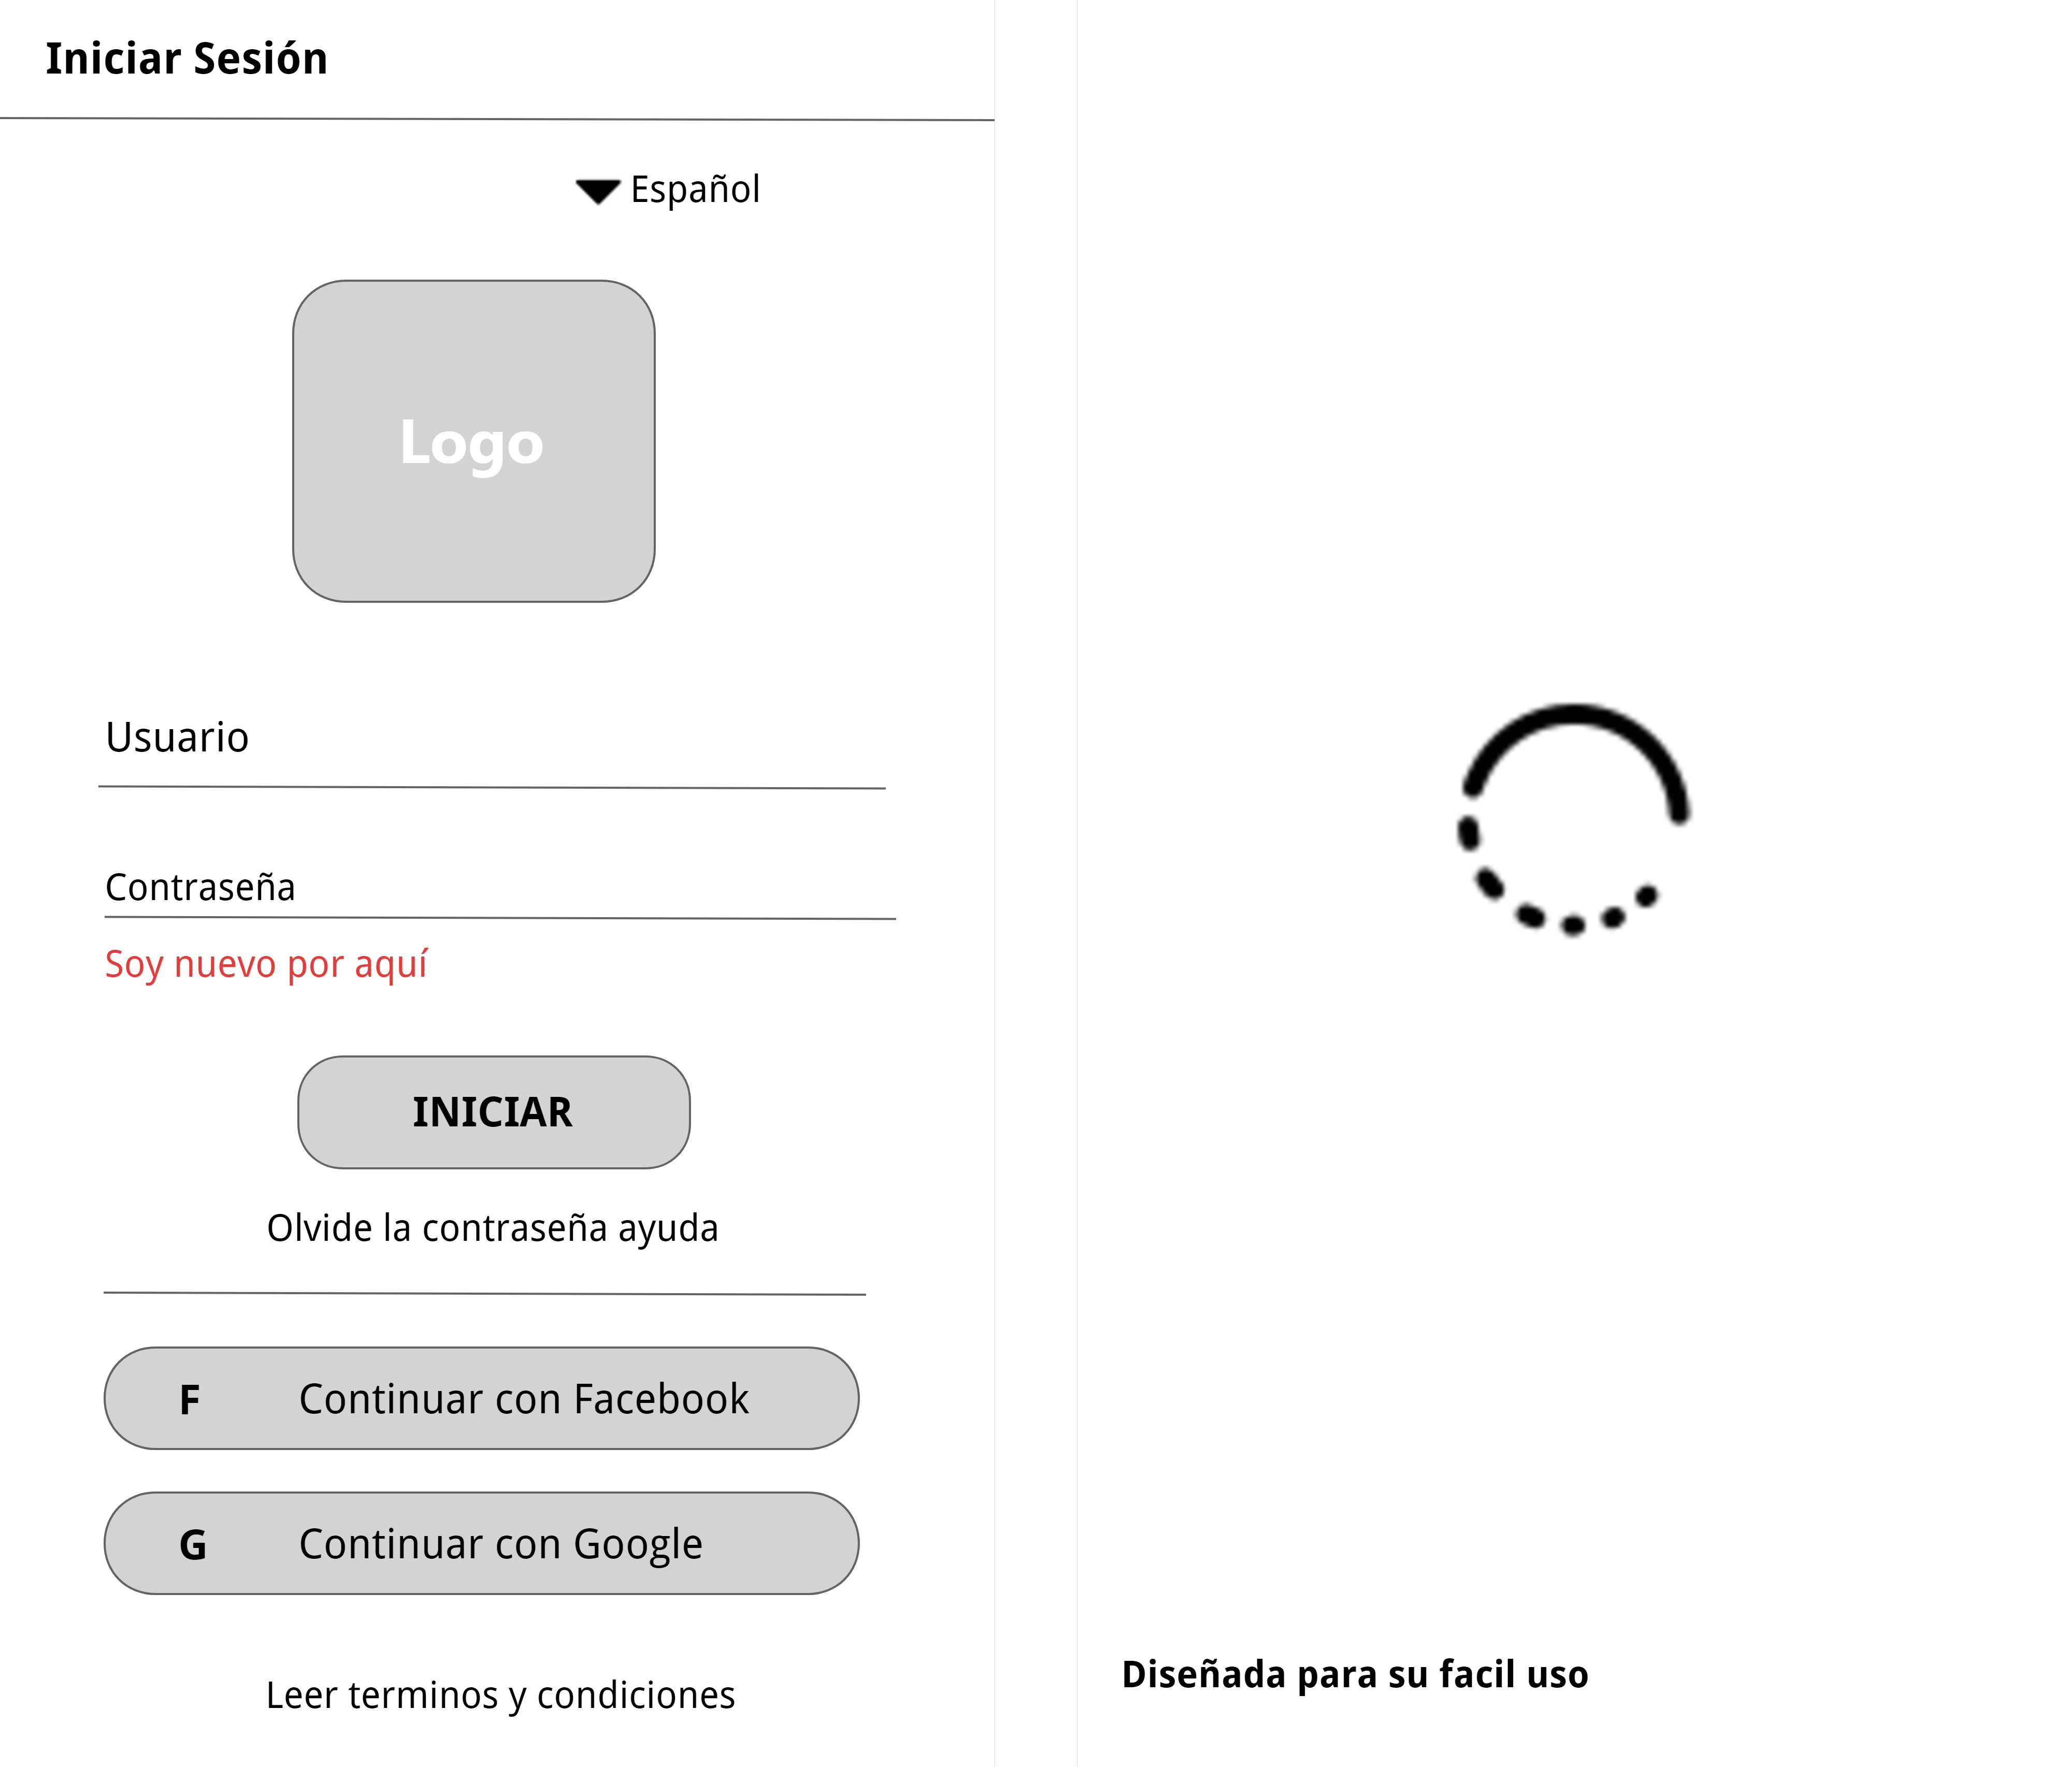 Iniciar Sesión
Español
Logo
Usuario
Contraseña
Soy nuevo por aquí
INICIAR
Olvide la contraseña ayuda
F Continuar con Facebook
G Continuar con Google
Leer terminos y condiciones
Diseñada para su facil uso